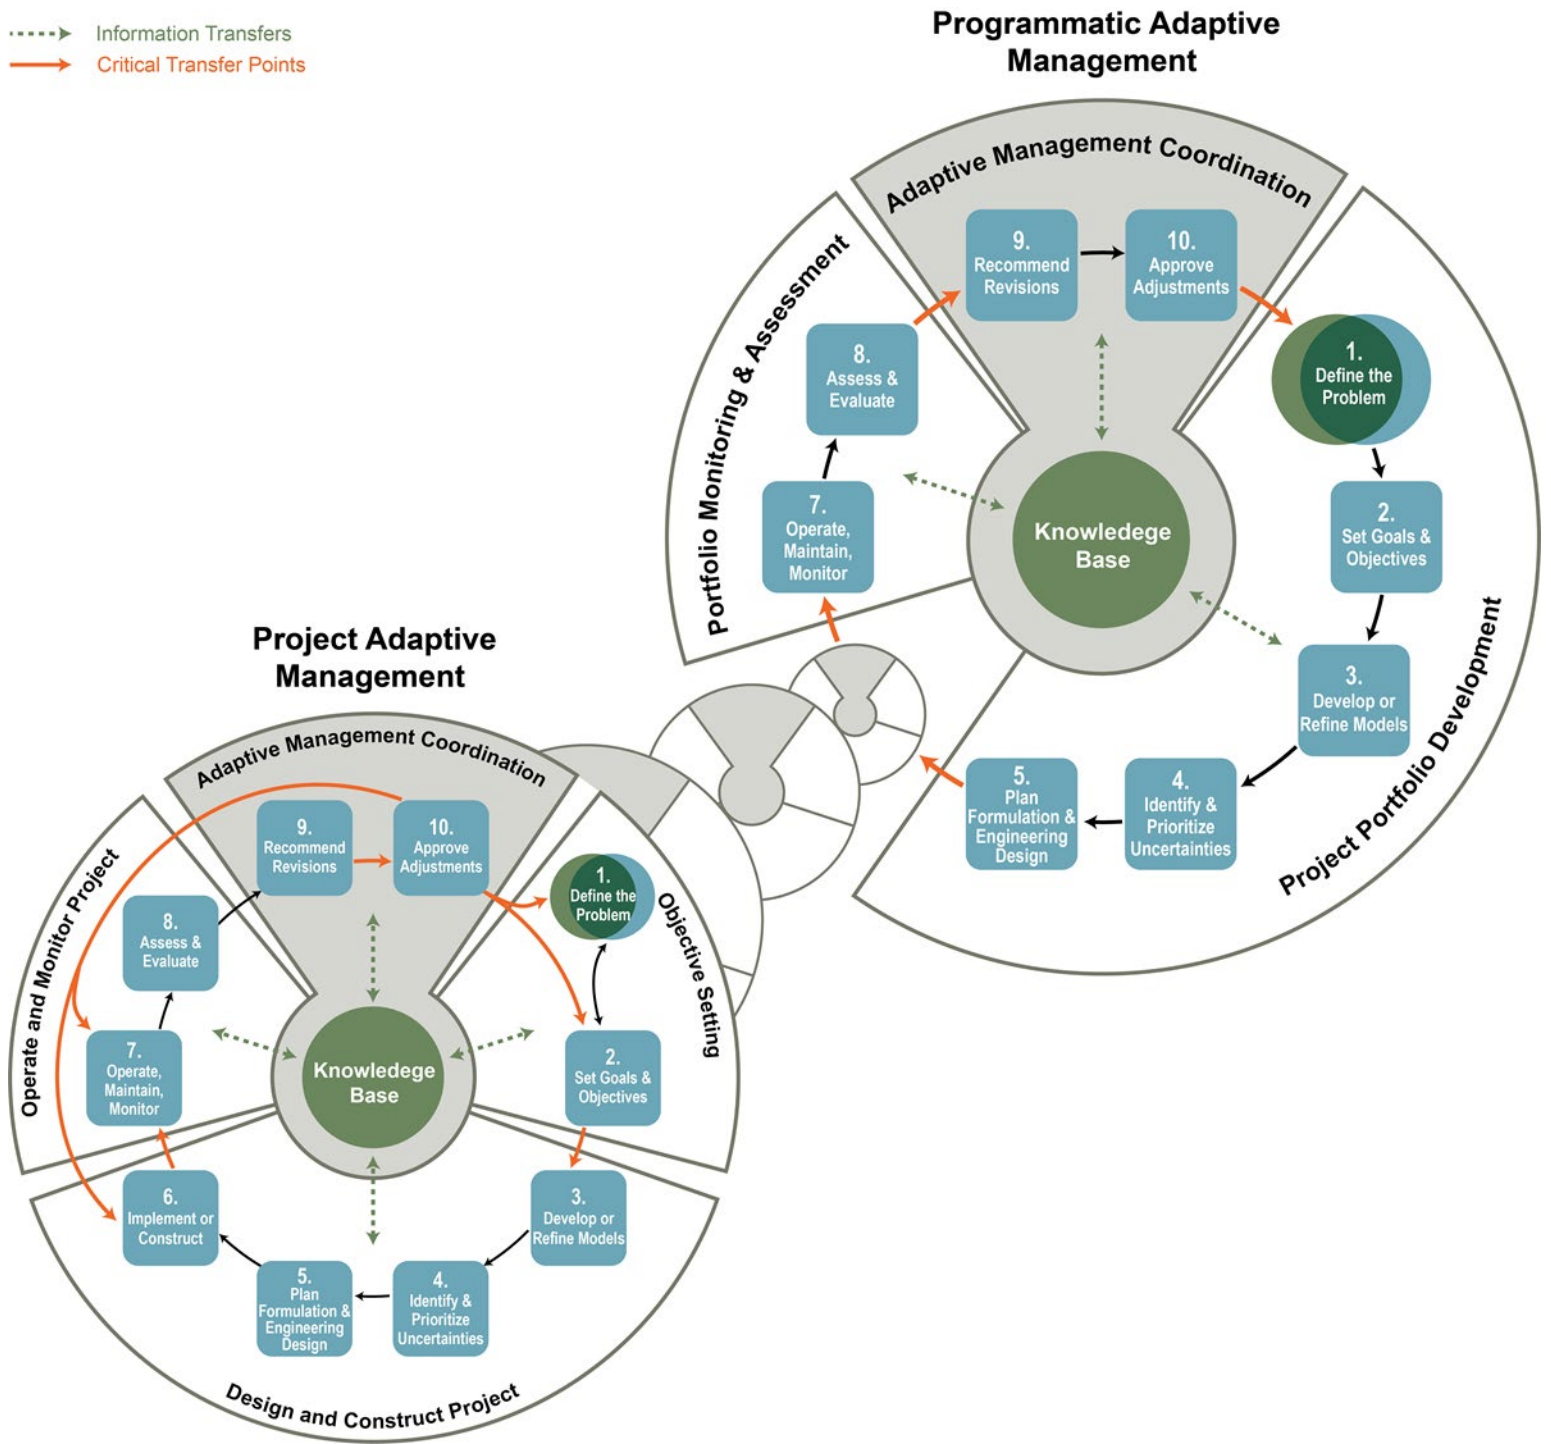 Information Transfers
Critical Transfer Points
Programmatic Adaptive
Management
Adaptive Management Coordination
9.
Recommend
Revisions
10.
Approve
Adjustments
Portfolio Monitoring & Assessment
8.
Assess &
Evaluate
7.
Operate,
Maintain,
Monitor
1.
Define the
Problem
2.
Set Goals &
Objectives
3.
Develop or
Refine Models
4.
Identify &
Prioritize
Uncertainties
5.
Plan
Formulation &
Engineering
Design
Project Portfolio Development
Knowledege
Base
Project Adaptive
Management
Adaptive Management Coordination
9.
Recommend
Revisions
10.
Approve
Adjustments
Operate and Monitor Project
8.
Assess &
Evaluate
7.
Operate,
Maintain,
Monitor
1.
Define the
Problem
Objective Setting
2.
Set Goals &
Objectives
Knowledege
Base
3.
Develop or
Refine Models
4.
Identify &
Prioritize
Uncertainties
5.
Plan
Formulation &
Engineering
Design
6.
Implement or
Construct
Design and Construct Project